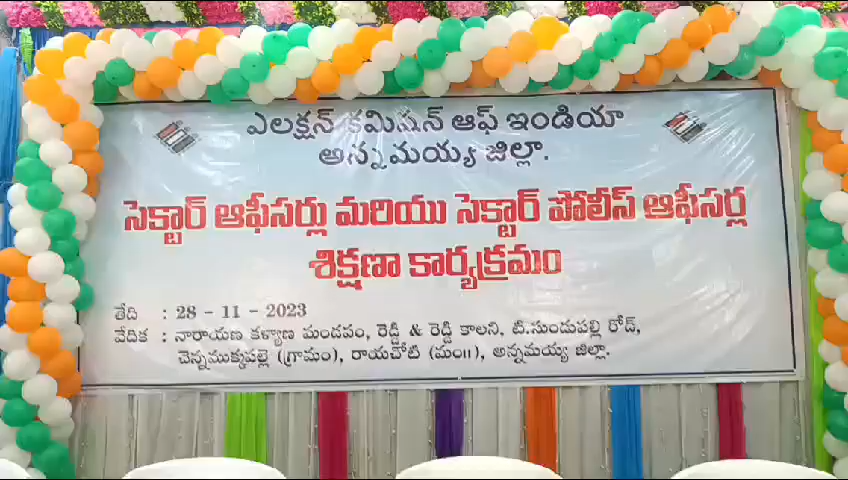 ఎలక్షన్ కమిషన్ ఆఫ్ ఇండియా
అన్నమయ్య జిల్లా.
సెక్టార్ ఆఫీసర్లు మరియు సెక్టార్ పోలీస్ ఆఫీసర్ల
శిక్షణా కార్యక్రమం
తేది : 28 - 11 - 2023
వేదిక : నారాయణ కళ్యాణ మండపం, రెడ్డి & రెడ్డి కాలని, టి.సుండుపల్లి రోడ్,
చెన్నముక్కపల్లె (గ్రామం), రాయచోటి (మం॥), అన్నమయ్య జిల్లా.